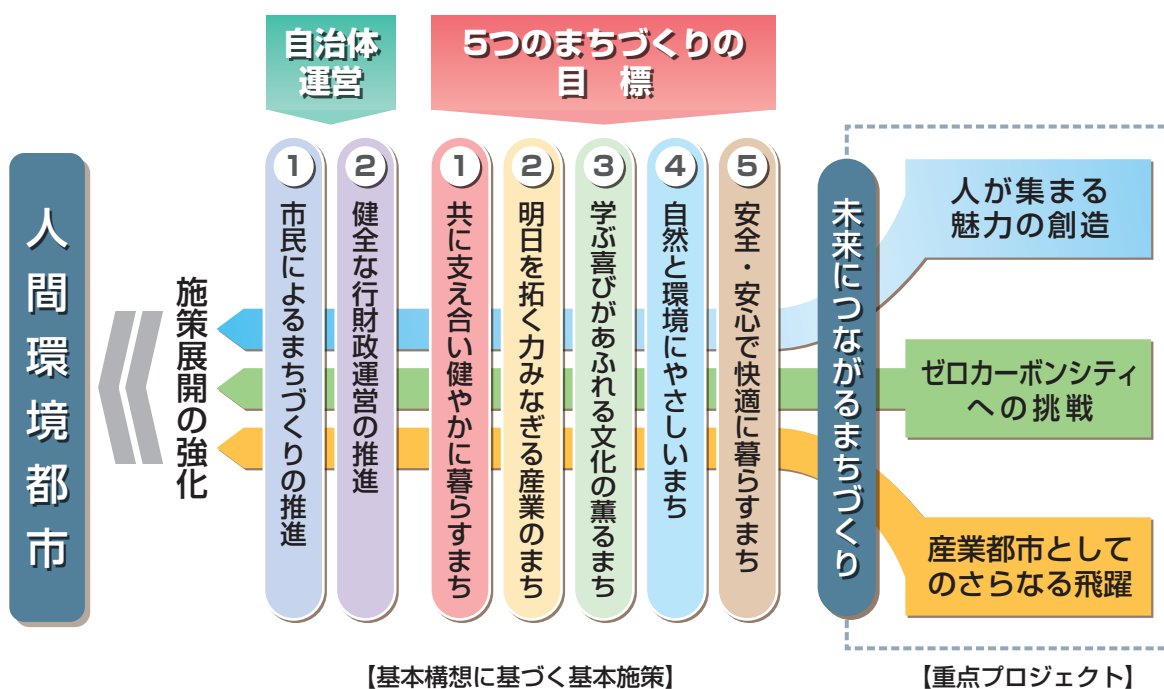 自治体
運営
5つのまちづくりの
目 標
人間環境都市
施策展開の強化
1
市民によるまちづくりの推進
2
健全な行財政運営の推進
1
共に支え合い健やかに暮らすまち
2
明日を拓く力みなぎる産業のまち
3
学ぶ喜びがあふれる文化の薫るまち
4
自然と環境にやさしいまち
5
安全・安心で快適に暮らすまち
未来につながるまちづくり
人が集まる
魅力の創造
ゼロカーボンシティ
への挑戦
産業都市として
のさらなる飛躍
【基本構想に基づく基本施策】
【重点プロジェクト】